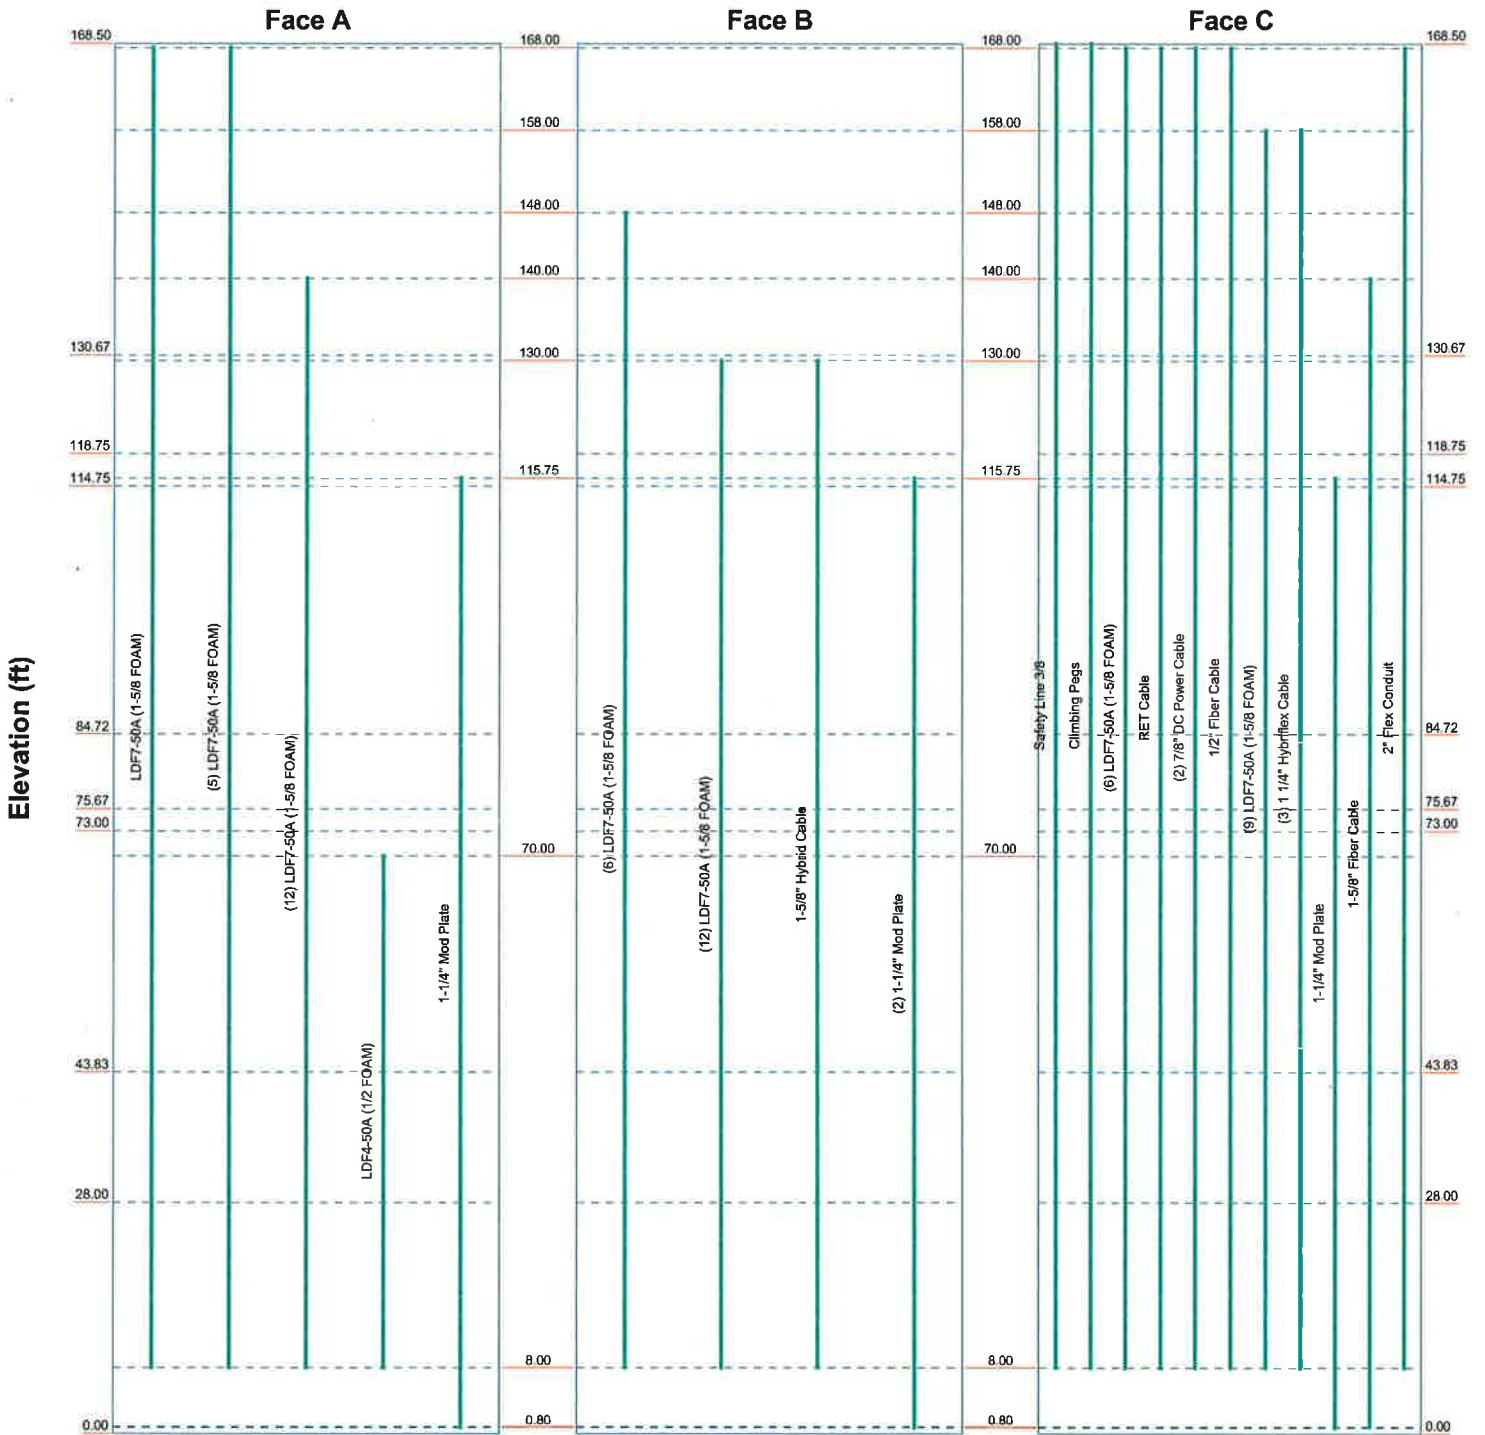 Face A
Face B
Face C
168.50
168.00
168.00
168.50
158.00
158.00
148.00
148.00
140.00
140.00
130.67
130.00
130.00
130.67
118.75
118.75
114.75
115.75
115.75
114.75
84.72
84.72
75.67
75.67
73.00
73.00
70.00
70.00
43.83
43.83
28.00
28.00
8.00
8.00
0.00
0.80
0.80
0.00
Elevation (ft)
LDF7-50A (1-5/8 FOAM)
(5) LDF7-50A (1-5/8 FOAM)
(12) LDF7-50A (1-5/8 FOAM)
LDF4-50A (1/2 FOAM)
1-1/4" Mod Plate
(6) LDF7-50A (1-5/8 FOAM)
(12) LDF7-50A (1-5/8 FOAM)
1-5/8" Hybrid Cable
(2) 1-1/4" Mod Plate
Safety Line 3/8
Climbing Pegs
(6) LDF7-50A (1-5/8 FOAM)
RET Cable
(2) 7/8" DC Power Cable
1/2" Fiber Cable
(9) LDF7-50A (1-5/8 FOAM)
(3) 1 1/4" Hybriflex Cable
1-1/4" Mod Plate
1-5/8" Fiber Cable
2" Flex Conduit